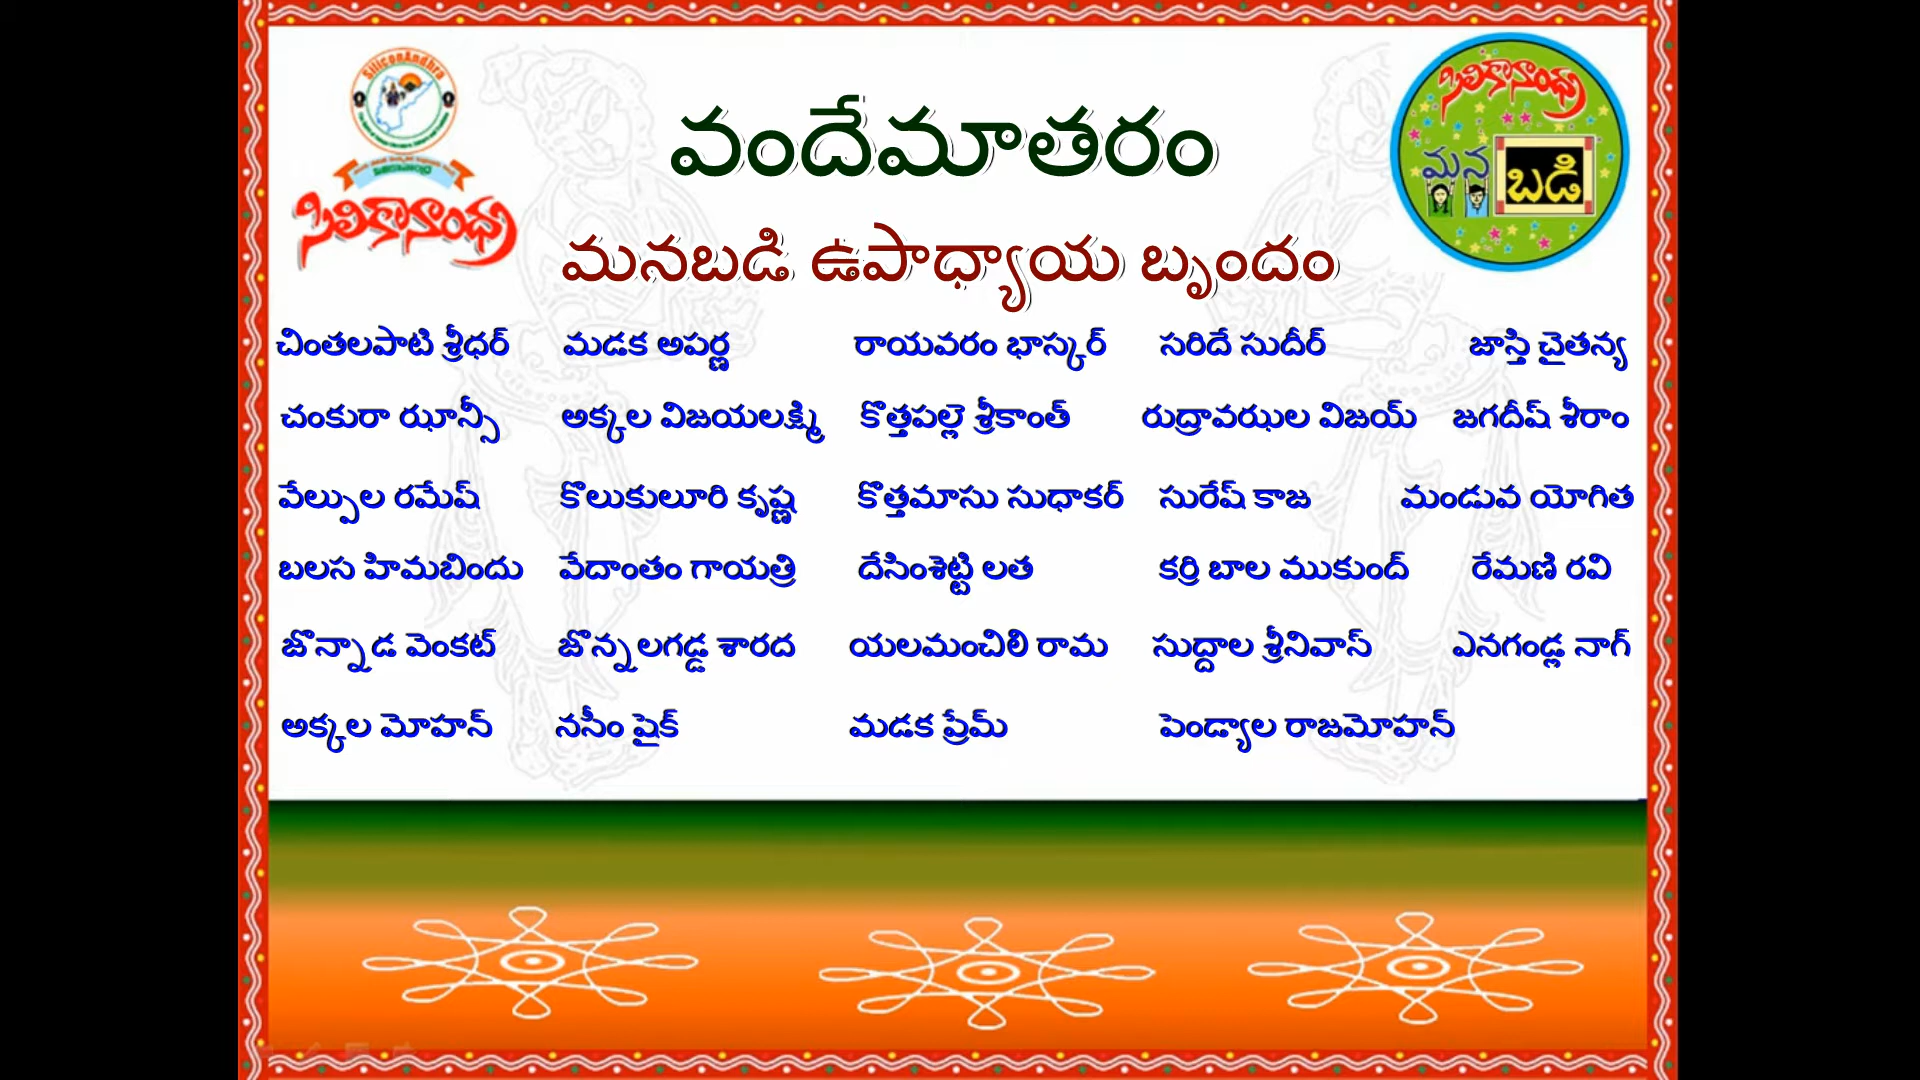 SiliconAndhra
సిలికానాంధ్ర
సిలికానాంధ్ర
మన బడి
వందేమాతరం
మనబడి ఉపాధ్యాయ బృందం
చింతలపాటి శ్రీధర్ మడక అపర్ణ రాయవరం భాస్కర్ సరిదే సుదీర్ జాస్తి చైతన్య
చంకురా ఝాన్సీ అక్కల విజయలక్ష్మి కొత్తపల్లె శ్రీకాంత్ రుద్రావఝుల విజయ్ జగదీష్ శీరాం
వేల్పుల రమేష్ కొలుకులూరి కృష్ణ కొత్తమాసు సుధాకర్ సురేష్ కాజ మండువ యోగిత
బలస హిమబిందు వేదాంతం గాయత్రి దేసింశెట్టి లత కర్రి బాల ముకుంద్ రేమణి రవి
జొన్నాడ వెంకట్ జొన్నలగడ్డ శారద యలమంచిలి రామ సుద్దాల శ్రీనివాస్ ఎనగండ్ల నాగ్
అక్కల మోహన్ నసీం షైక్ మడక ప్రేమ్ పెండ్యాల రాజమోహన్